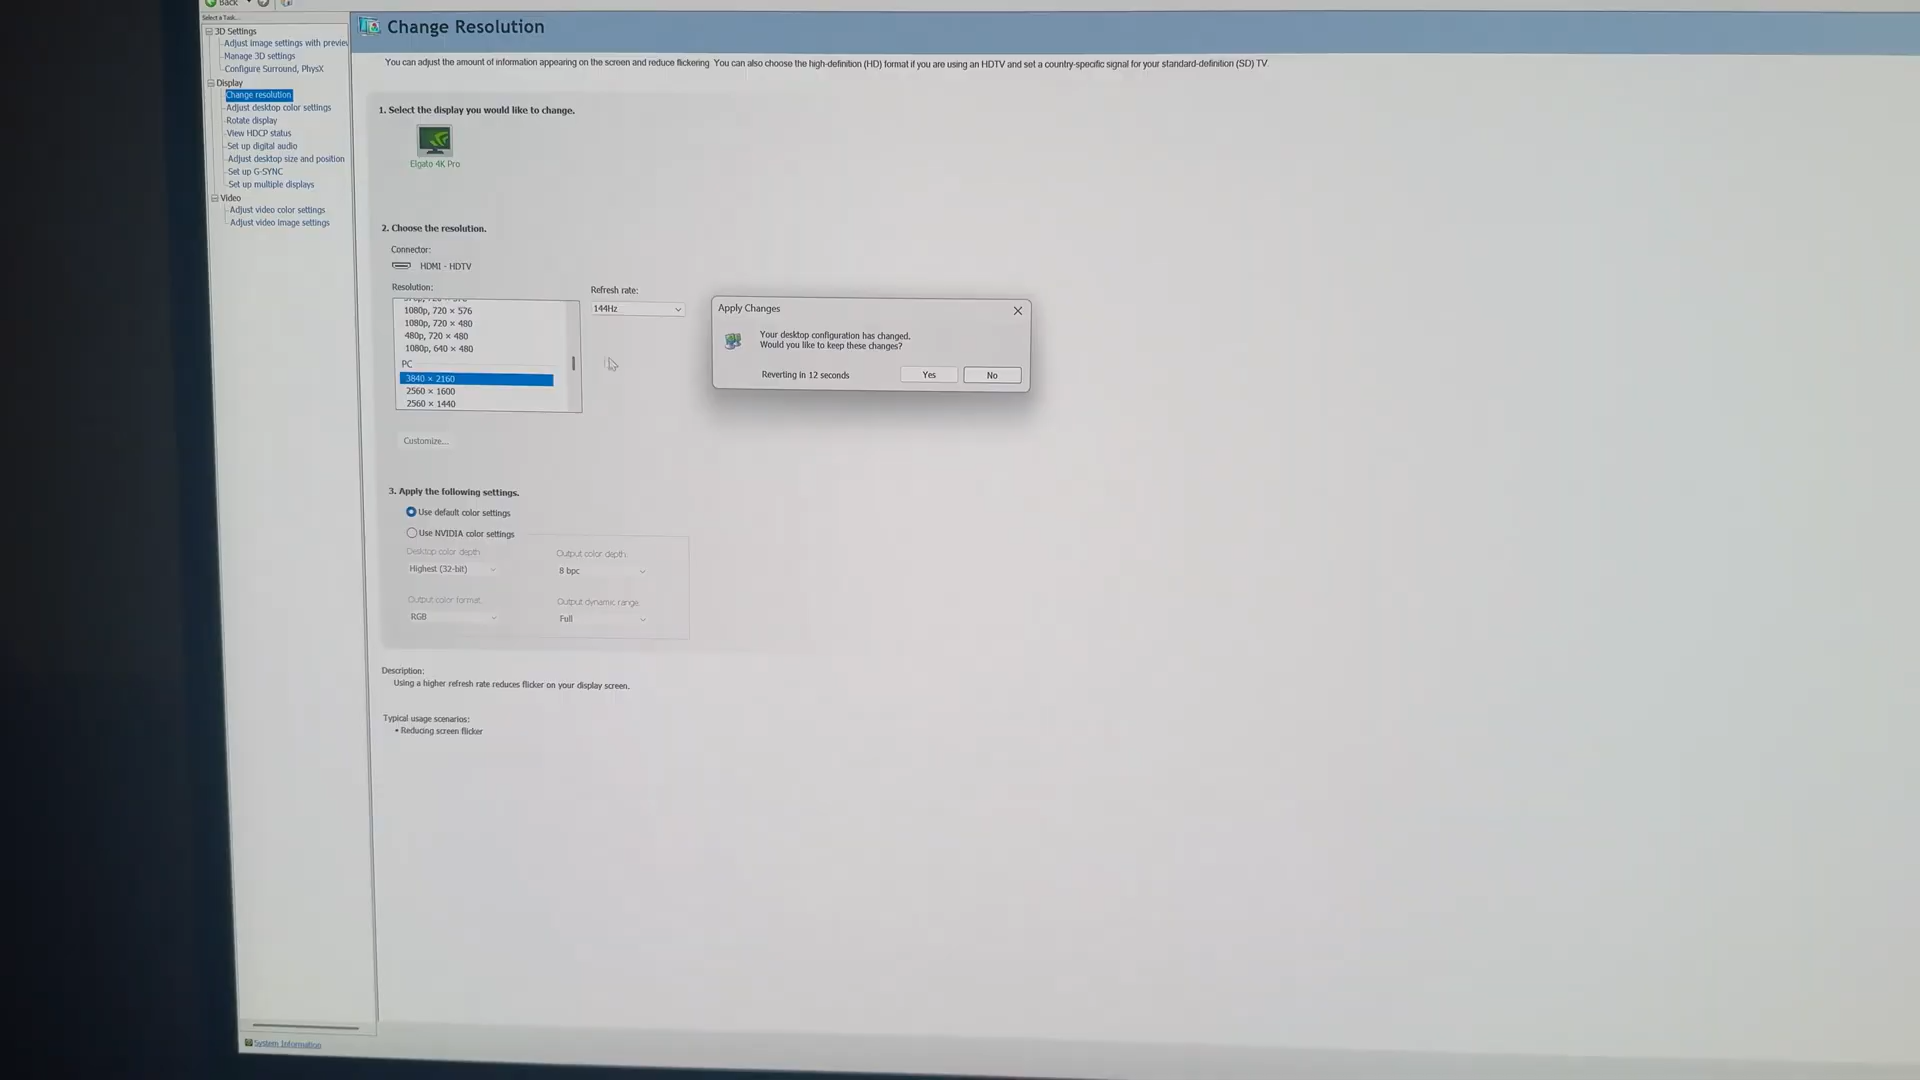 Back
Select a Task...
3D Settings
Adjust image settings with preview
Manage 3D settings
Configure Surround, PhysX
Display
Change resolution
Adjust desktop color settings
Rotate display
View HDCP status
Set up digital audio
Adjust desktop size and position
Set up G-SYNC
Set up multiple displays
Video
Adjust video color settings
Adjust video image settings
System Information
Change Resolution
You can adjust the amount of information appearing on the screen and reduce flickering  You can also choose the high-definition (HD) format if you are using an HDTV and set a country-specific signal for your standard-definition (SD) TV.
1. Select the display you would like to change.
Elgato 4K Pro
2. Choose the resolution.
Connector:
HDMI - HDTV
Resolution:
1080p, 720 × 576
1080p, 720 × 480
480p, 720 × 480
1080p, 640 × 480
PC
3840 × 2160
2560 × 1600
2560 × 1440
Refresh rate:
144Hz
Customize...
Apply Changes
Your desktop configuration has changed.
Would you like to keep these changes?
Reverting in 12 seconds
Yes
No
3. Apply the following settings.
Use default color settings
Use NVIDIA color settings
Desktop color depth:
Highest (32-bit)
Output color depth:
8 bpc
Output color format:
RGB
Output dynamic range:
Full
Description:
Using a higher refresh rate reduces flicker on your display screen.
Typical usage scenarios:
• Reducing screen flicker